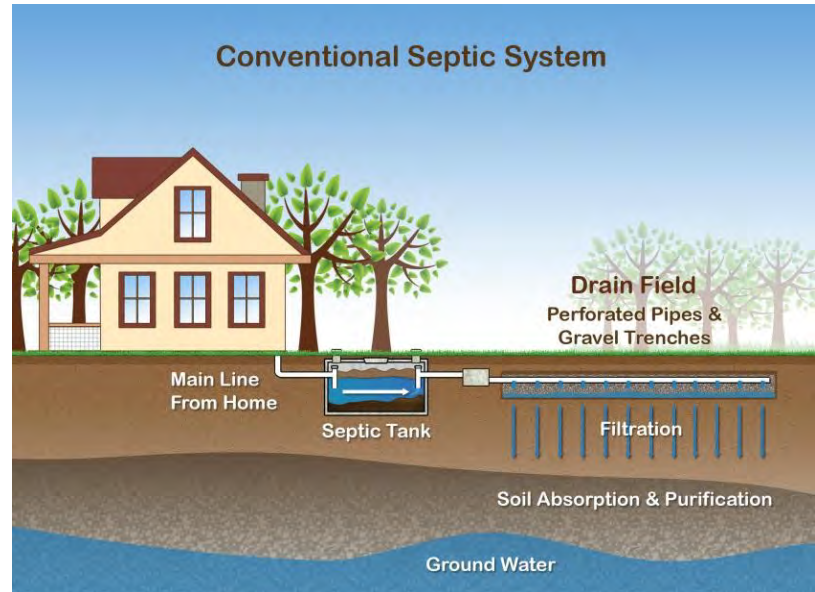 Conventional Septic System
Drain Field
Perforated Pipes &
Gravel Trenches
Main Line
From Home
Septic Tank
Filtration
Soil Absorption & Purification
Ground Water